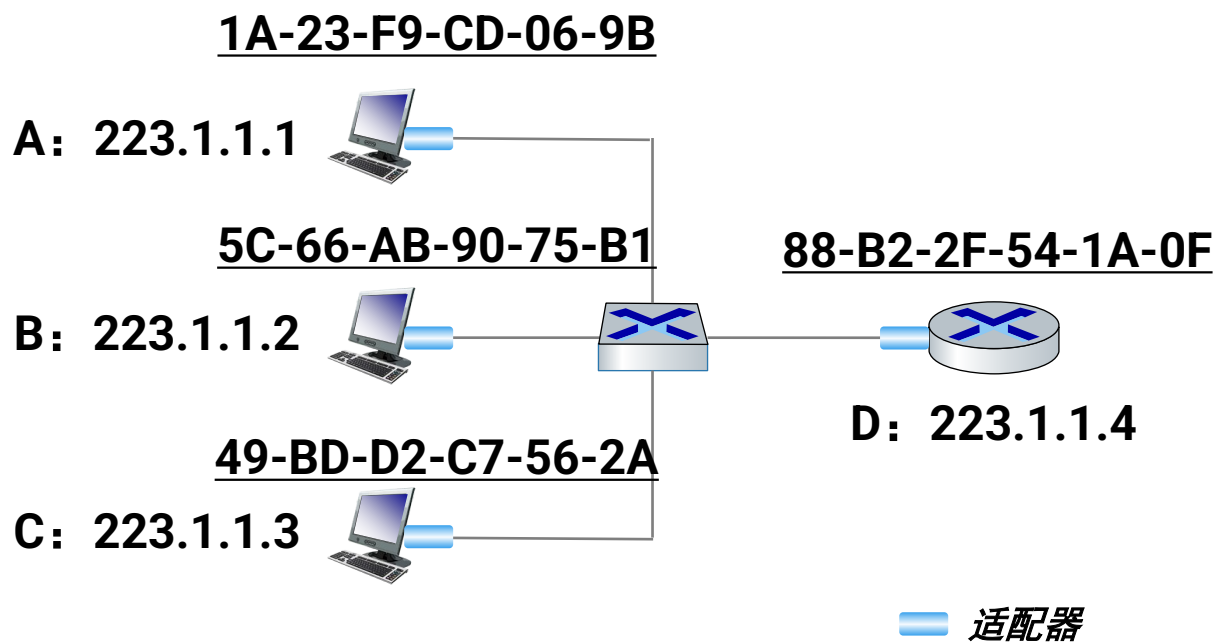 1A-23-F9-CD-06-9B
A：223.1.1.1
5C-66-AB-90-75-B1
88-B2-2F-54-1A-0F
B：223.1.1.2
D：223.1.1.4
49-BD-D2-C7-56-2A
C：223.1.1.3
适配器